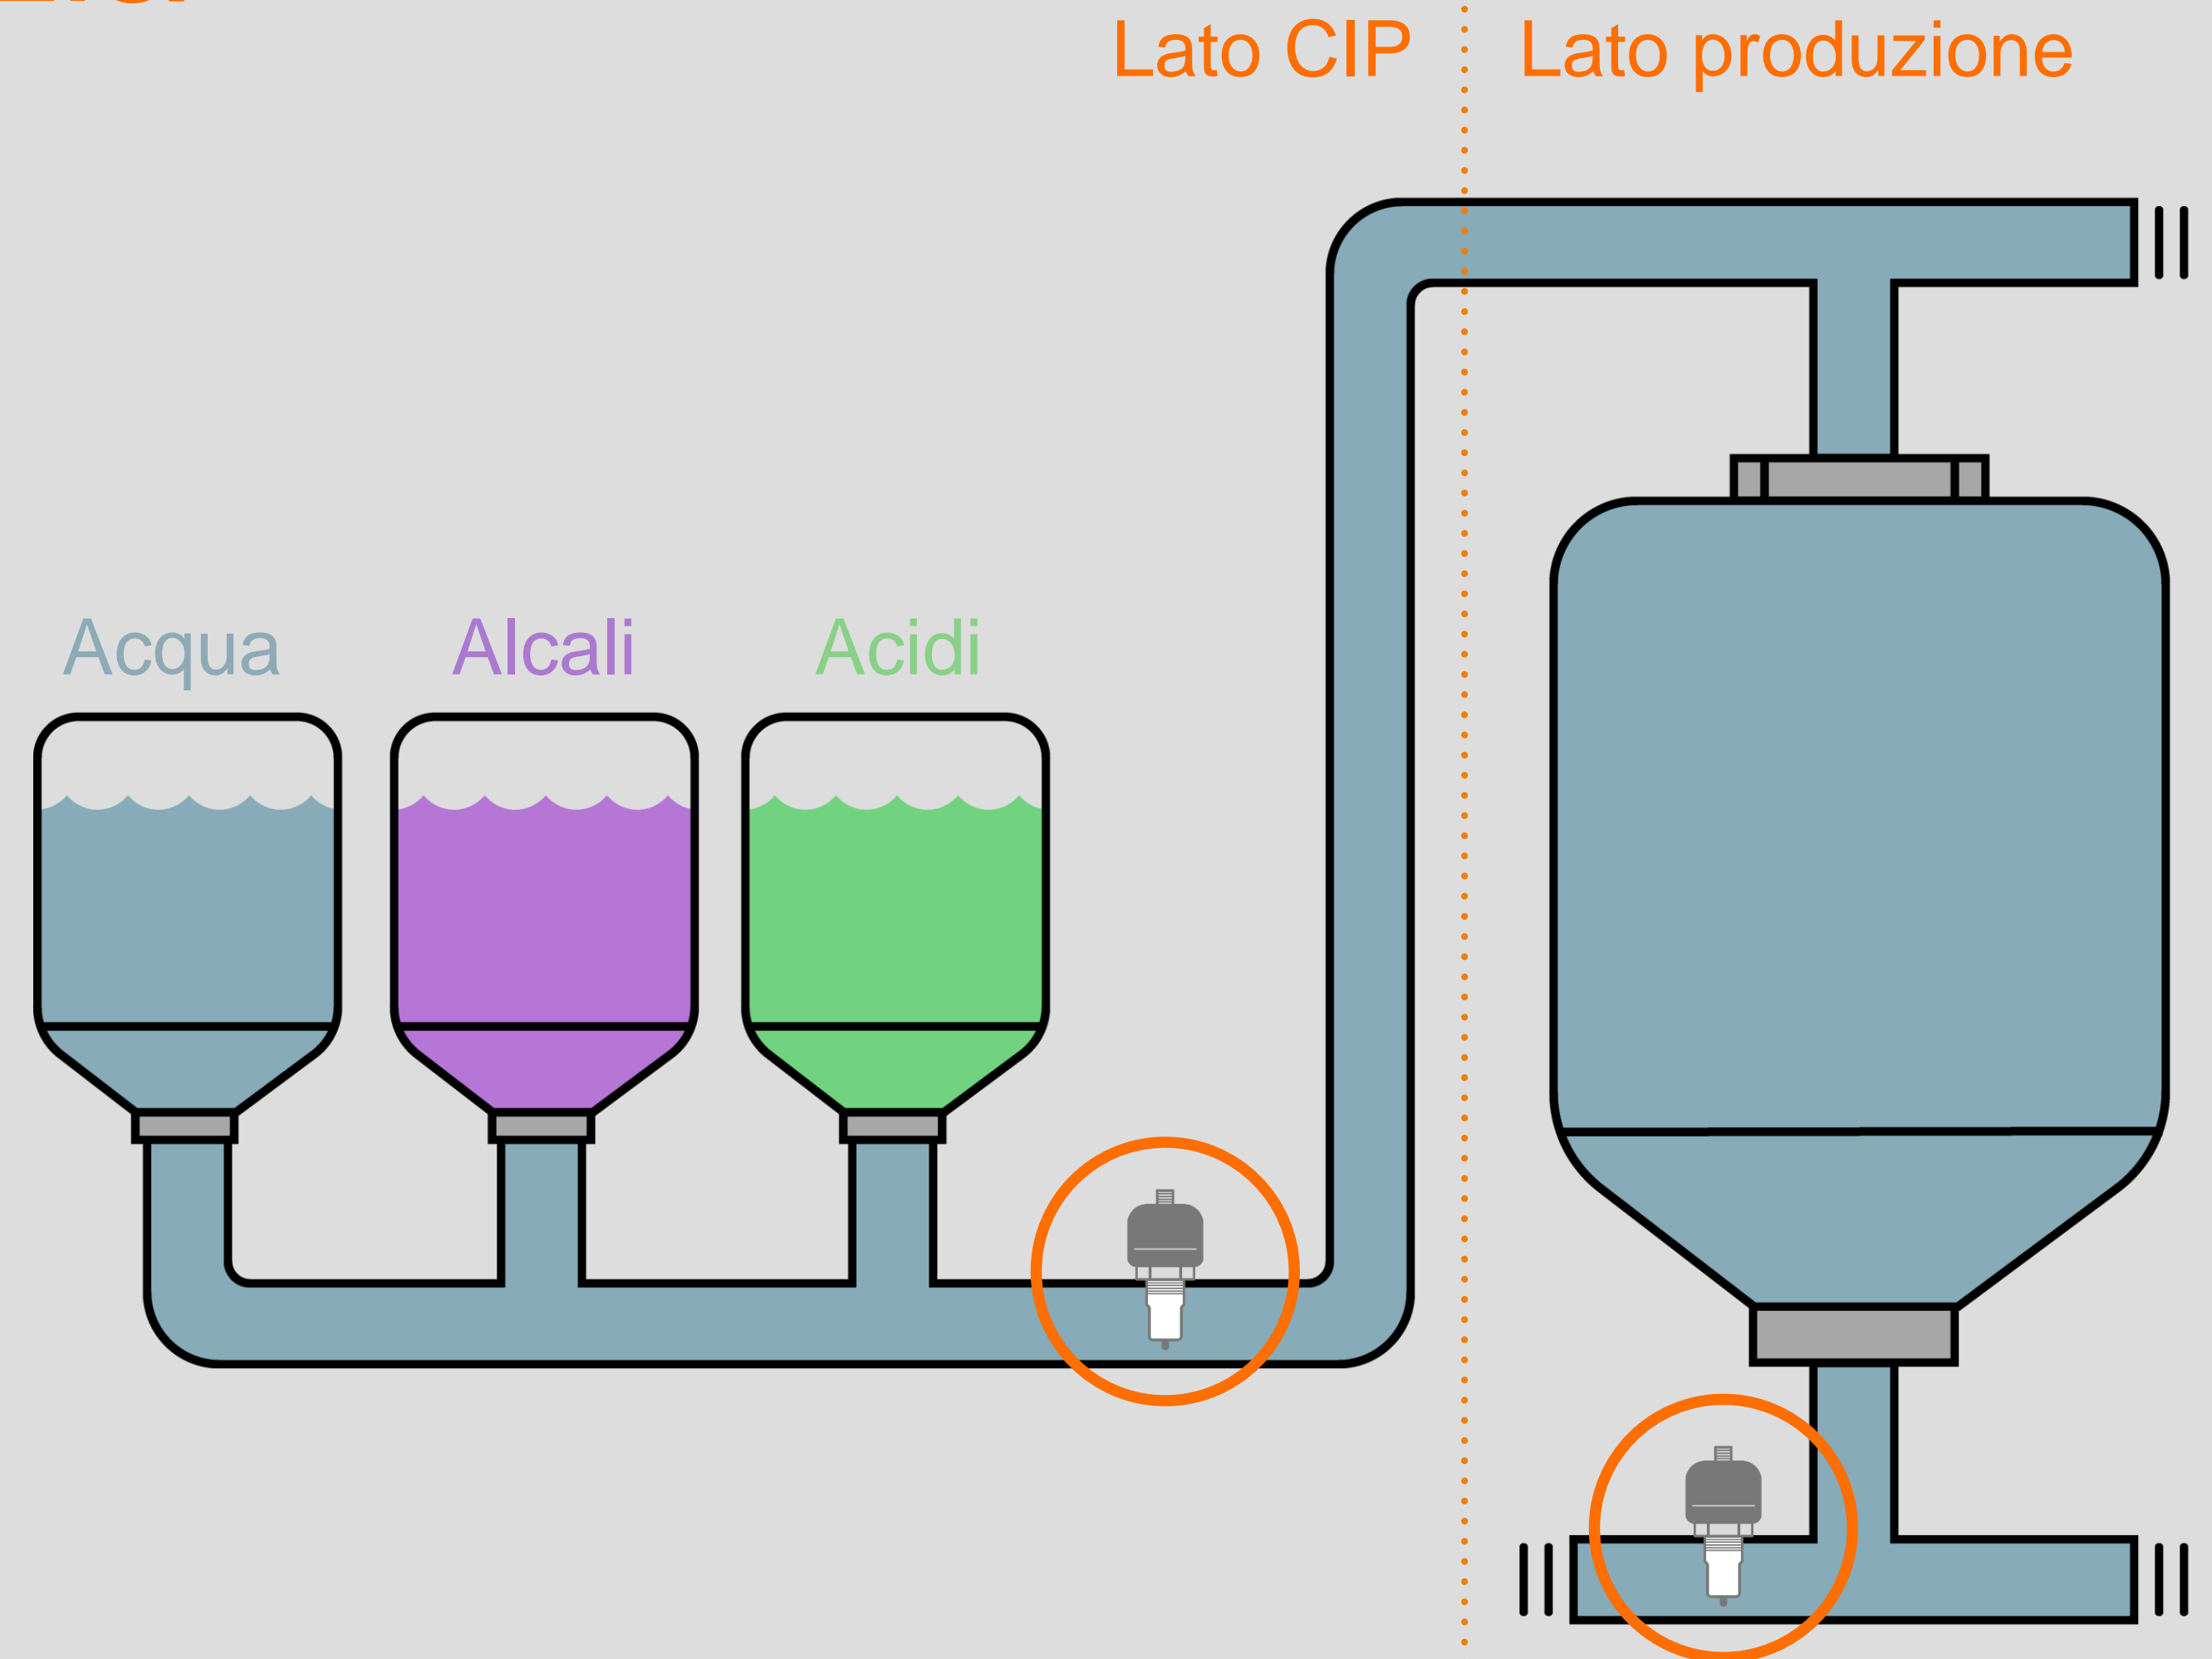 Lato CIP
Lato produzione
Acqua
Alcali
Acidi